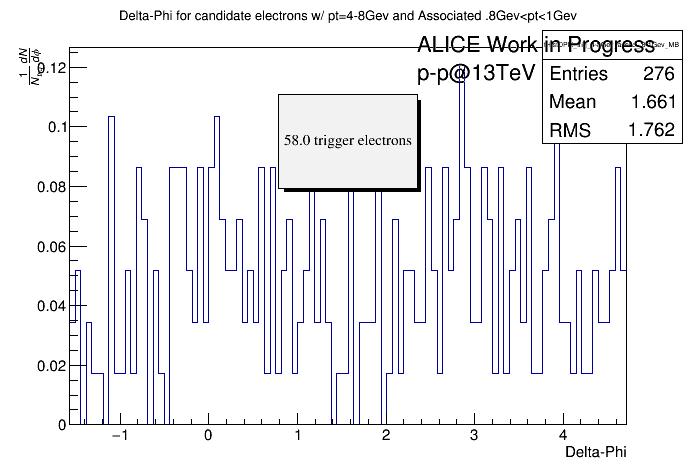 Delta-Phi for candidate electrons w/ pt=4-8Gev and Associated .8Gev<pt<1Gev
ALICE Work in Progress
p-p@13TeV
Entries 276
Mean 1.661
RMS 1.762
58.0 trigger electrons
0.12
0.1
0.08
0.06
0.04
0.02
0
−1 0 1 2 3 4
Delta-Phi